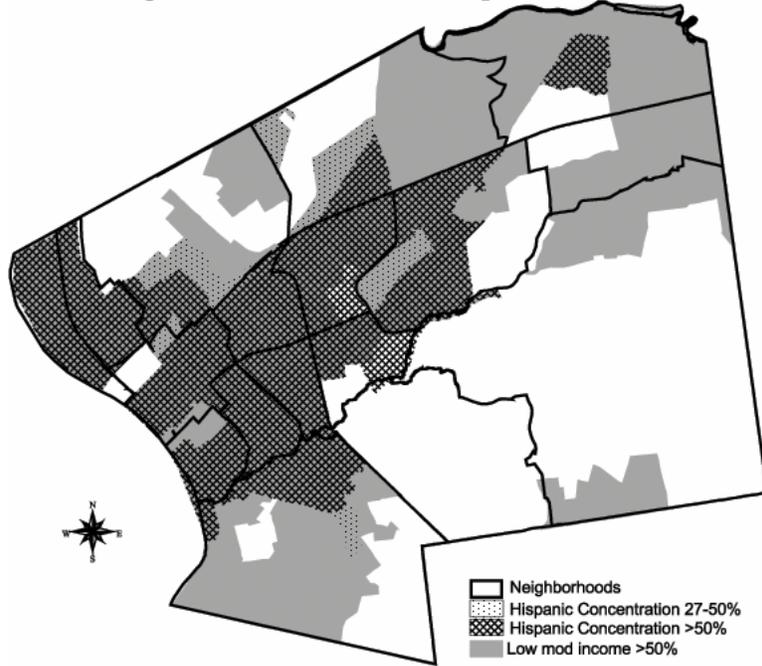 N
W E
S
Neighborhoods
Hispanic Concentration 27-50%
Hispanic Concentration >50%
Low mod income >50%